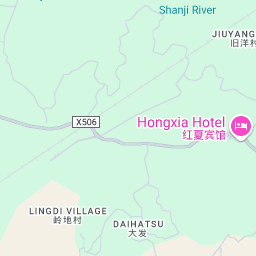 Shanji River
JIUYANG
旧洋村
X506
Hongxia Hotel
红夏宾馆
LINGDI VILLAGE
岭地村
DAIHATSU
大发